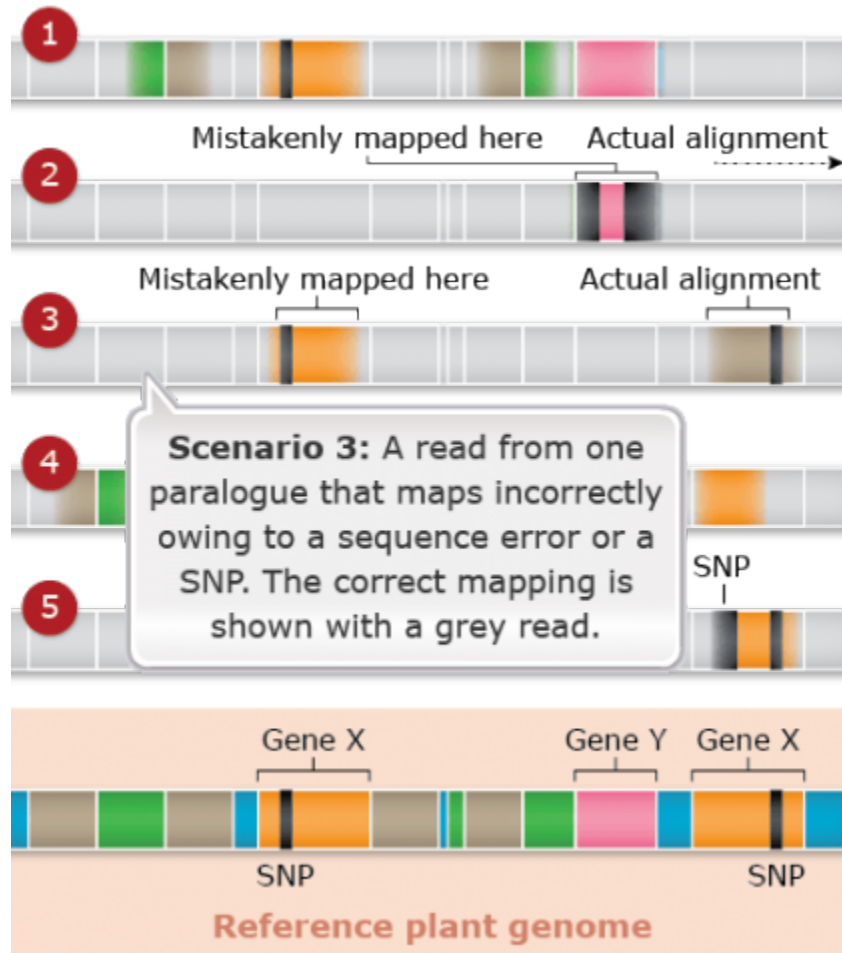 1
Mistakenly mapped here Actual alignment
2
Mistakenly mapped here Actual alignment
3
Scenario 3: A read from one
paralogue that maps incorrectly
owing to a sequence error or a
SNP. The correct mapping is
shown with a grey read.
4
SNP
5
Gene X Gene Y Gene X
SNP SNP
Reference plant genome